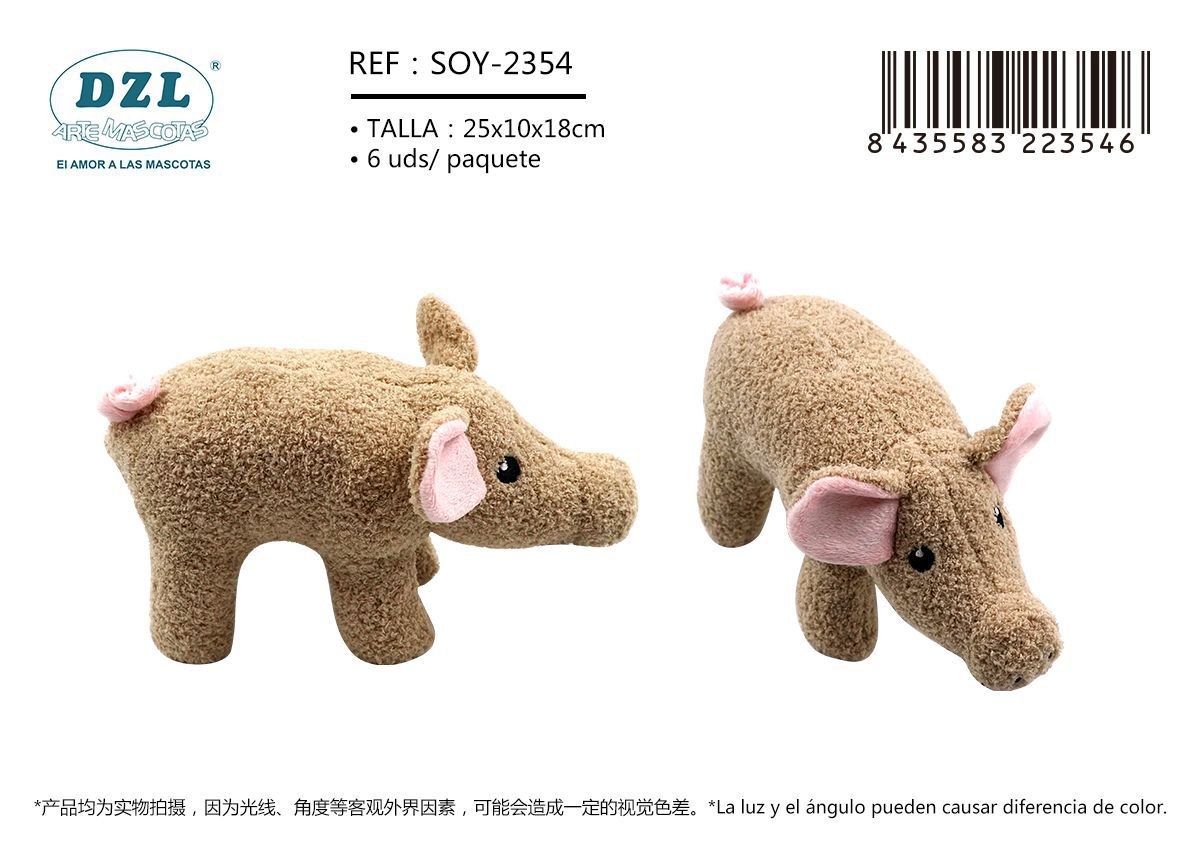 DZL
®
ARTE MASCOTAS
El AMOR A LAS MASCOTAS
REF：SOY-2354
• TALLA：25x10x18cm
• 6 uds/ paquete
8 435583 223546
*产品均为实物拍摄，因为光线、角度等客观外界因素，可能会造成一定的视觉色差。*La luz y el ángulo pueden causar diferencia de color.